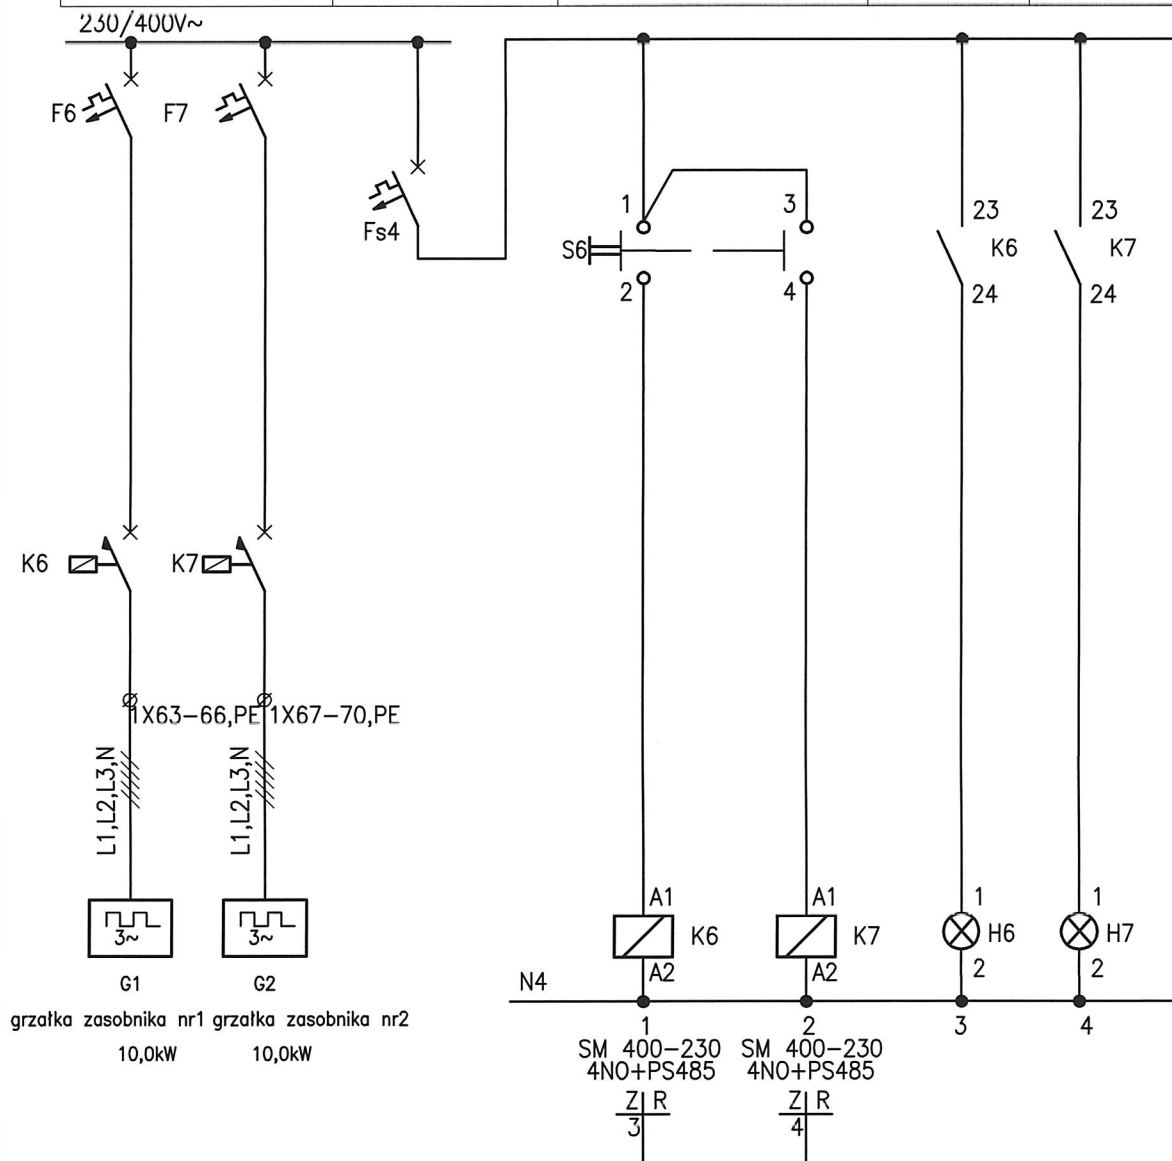 230/400V~
F6
F7
Fs4
1
3
S6
2
4
23
K6
24
23
K7
24
K6
K7
1X63-66,PE
1X67-70,PE
L1,L2,L3,N
L1,L2,L3,N
3~
3~
G1
G2
grzałka zasobnika nr1
grzałka zasobnika nr2
10,0kW
10,0kW
A1
K6
A2
A1
K7
A2
1
H6
2
1
H7
2
N4
1
2
3
4
SM 400-230
4NO+PS485
SM 400-230
4NO+PS485
Z R
3
Z R
4